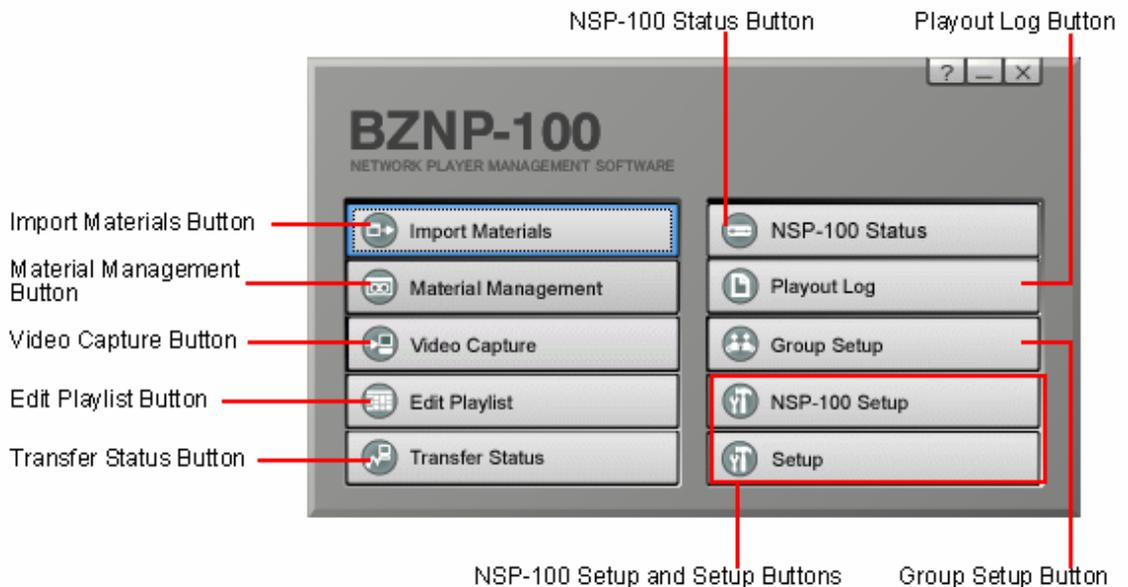 NSP-100 Status Button
Playout Log Button
?
BZNP-100
NETWORK PLAYER MANAGEMENT SOFTWARE
Import Materials Button
Material Management
Button
Video Capture Button
Edit Playlist Button
Transfer Status Button
Import Materials
Material Management
Video Capture
Edit Playlist
Transfer Status
NSP-100 Status
Playout Log
Group Setup
NSP-100 Setup
Setup
NSP-100 Setup and Setup Buttons
Group Setup Button